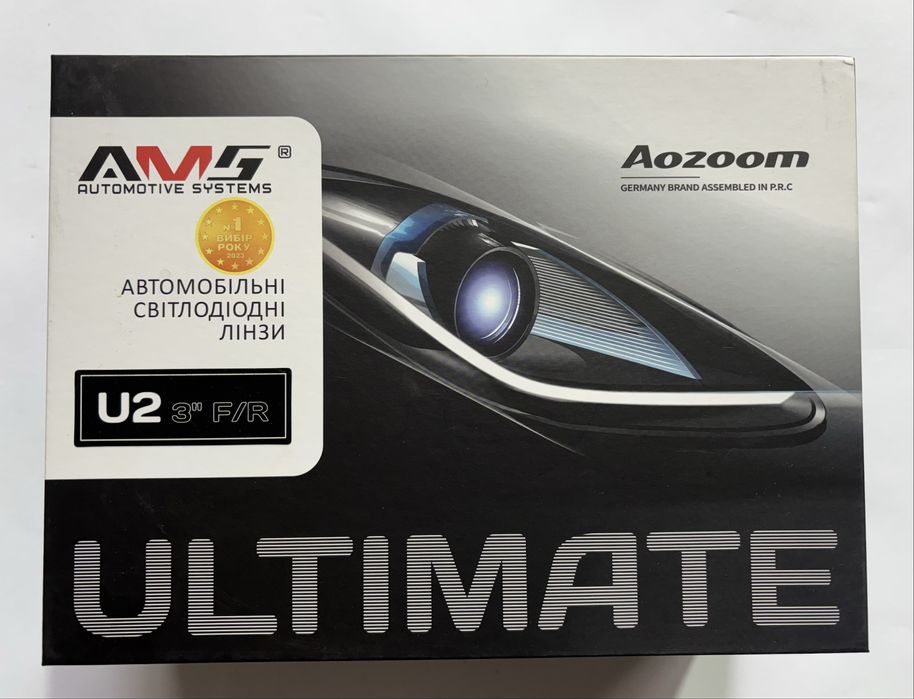 AMS ®
AUTOMOTIVE SYSTEMS
№1
ВИБІР
РОКУ
2023
АВТОМОБІЛЬНІ
СВІТЛОДІОДНІ
ЛІНЗИ
U2 3" F/R
Aozoom
GERMANY BRAND ASSEMBLED IN P.R.C
ULTIMATE